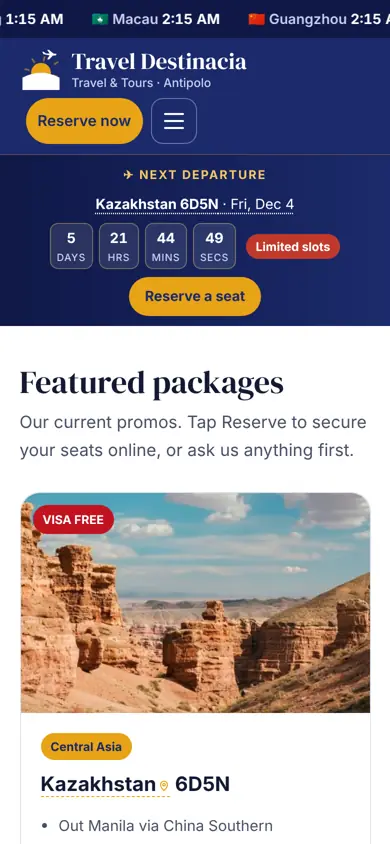 1:15 AM Macau 2:15 AM Guangzhou 2:15 A
Travel Destinacia
Travel & Tours · Antipolo
Reserve now
✈ NEXT DEPARTURE
Kazakhstan 6D5N · Fri, Dec 4
5 21 44 49
DAYS HRS MINS SECS
Limited slots
Reserve a seat
Featured packages
Our current promos. Tap Reserve to secure
your seats online, or ask us anything first.
VISA FREE
Central Asia
Kazakhstan 6D5N
• Out Manila via China Southern